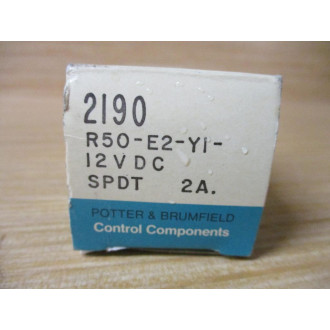 2190
R50-E2-Y1-
12VDC
SPDT 2A.
POTTER & BRUMFIELD
Control Components